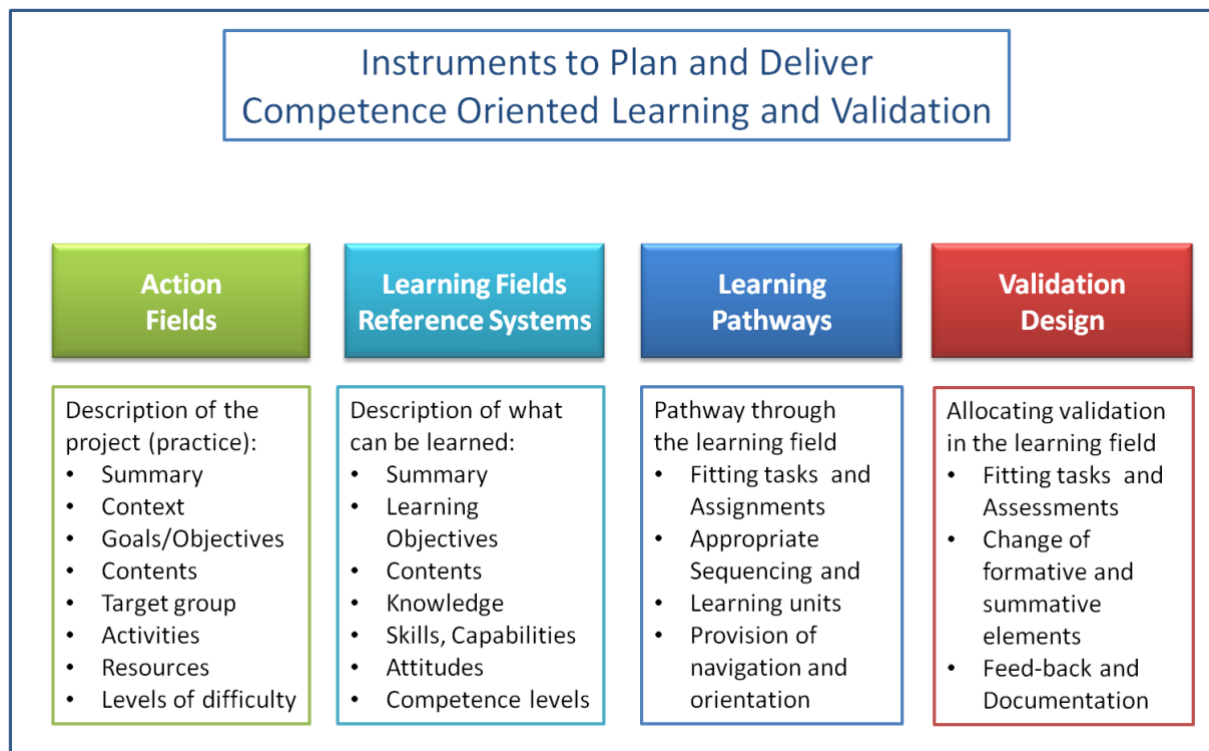 Instruments to Plan and Deliver
Competence Oriented Learning and Validation
Action
Fields
Learning Fields
Reference Systems
Learning
Pathways
Validation
Design
Description of the
project (practice):
• Summary
• Context
• Goals/Objectives
• Contents
• Target group
• Activities
• Resources
• Levels of difficulty
Description of what
can be learned:
• Summary
• Learning
Objectives
• Contents
• Knowledge
• Skills, Capabilities
• Attitudes
• Competence levels
Pathway through
the learning field
• Fitting tasks and
Assignments
• Appropriate
Sequencing and
• Learning units
• Provision of
navigation and
orientation
Allocating validation
in the learning field
• Fitting tasks and
Assessments
• Change of
formative and
summative
elements
• Feed-back and
Documentation